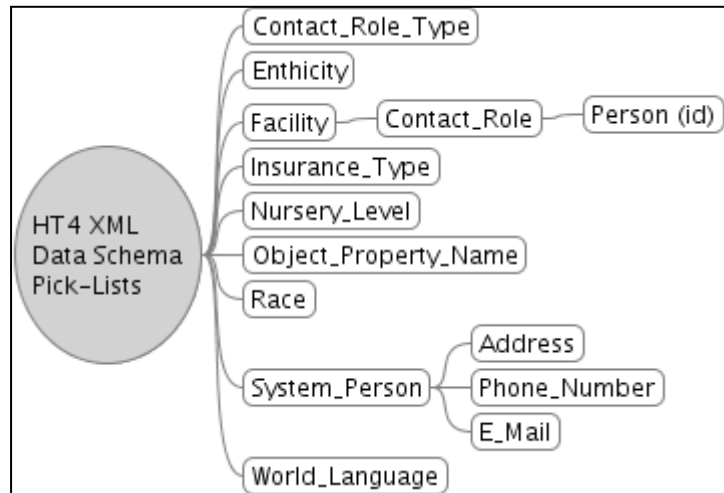 HT4 XML
Data Schema
Pick-Lists
Contact_Role_Type
Enthicity
Facility
Contact_Role
Person (id)
Insurance_Type
Nursery_Level
Object_Property_Name
Race
System_Person
Address
Phone_Number
E_Mail
World_Language